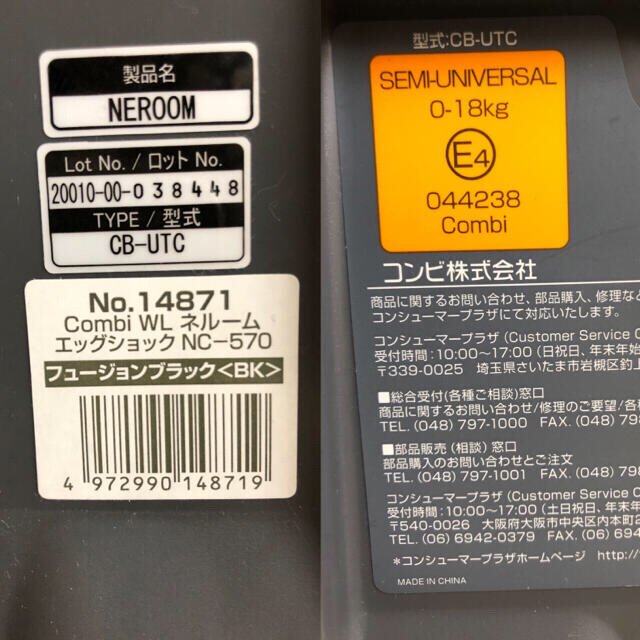 製品名
NEROOM
Lot No. / ロット No.
20010-00-038448
TYPE / 型式
CB-UTC
No.14871
Combi WL ネルーム
エッグショック NC-570
フュージョンブラック<BK>
4 972990 148719
型式:CB-UTC
SEMI-UNIVERSAL
0-18kg
E4
044238
Combi
コンビ株式会社
商品に関するお問い合わせ、部品購入、修理など
コンシューマープラザにて対応いたします。
コンシューマープラザ (Customer Service C
受付時間:10:00~17:00 (日祝日、年末年始
〒339-0025 埼玉県さいたま市岩槻区釣上
■総合受付(各種ご相談)窓口
商品に関するお問い合わせ/修理のご要望/各種
TEL. (048) 797-1000 FAX. (048) 798
■部品販売 (相談) 窓口
部品購入のお問い合わせとご注文
TEL. (048) 797-1001 FAX. (048) 798
コンシューマープラザ (Customer Service C
受付時間:10:00~17:00 (土日祝日、年末年
〒540-0026 大阪府大阪市中央区内本町2
TEL. (06) 6942-0379 FAX. (06) 694
*コンシューマープラザホームページ http://
MADE IN CHINA